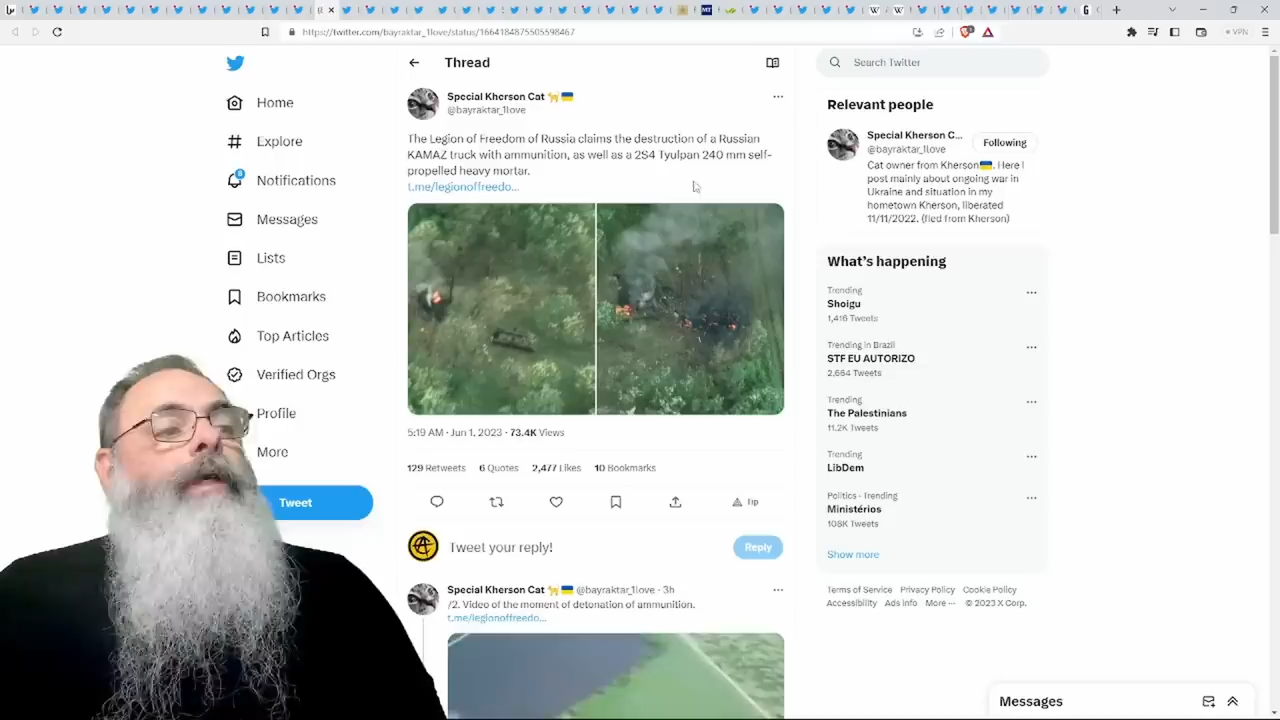 VPN
https://twitter.com/bayraktar_1love/status/1664184875505598467
Home
Explore
8
Notifications
Messages
Lists
Bookmarks
Top Articles
Verified Orgs
Profile
More
Tweet
Thread
Special Kherson Cat
@bayraktar_1love
The Legion of Freedom of Russia claims the destruction of a Russian
KAMAZ truck with ammunition, as well as a 2S4 Tyulpan 240 mm self-
propelled heavy mortar.
t.me/legionoffreedo...
5:19 AM · Jun 1, 2023 · 73.4K Views
129 Retweets 6 Quotes 2,477 Likes 10 Bookmarks
Tip
Tweet your reply!
Reply
Special Kherson Cat @bayraktar_1love · 3h
/2. Video of the moment of detonation of ammunition.
t.me/legionoffreedo...
Search Twitter
Relevant people
Special Kherson C...
@bayraktar_1love
Following
Cat owner from Kherson. Here I
post mainly about ongoing war in
Ukraine and situation in my
hometown Kherson, liberated
11/11/2022. (fled from Kherson)
What's happening
Trending
Shoigu
1,416 Tweets
Trending in Brazil
STF EU AUTORIZO
2,664 Tweets
Trending
The Palestinians
11.2K Tweets
Trending
LibDem
Politics · Trending
Ministérios
108K Tweets
Show more
Terms of Service Privacy Policy Cookie Policy
Accessibility Ads info More ··· © 2023 X Corp.
Messages